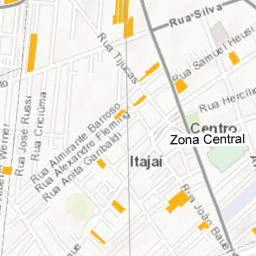 Rua Silva
Rua Tijucas
Rua Samuel Heusi
Rua José Russi
Rua Criciúma
Rua Almirante Barroso
Rua Alexandre Fleming
Rua Anita Garibaldi
Rua Hercílio
Centro
Zona Central
Itajaí
Werner
Rua João Bauer